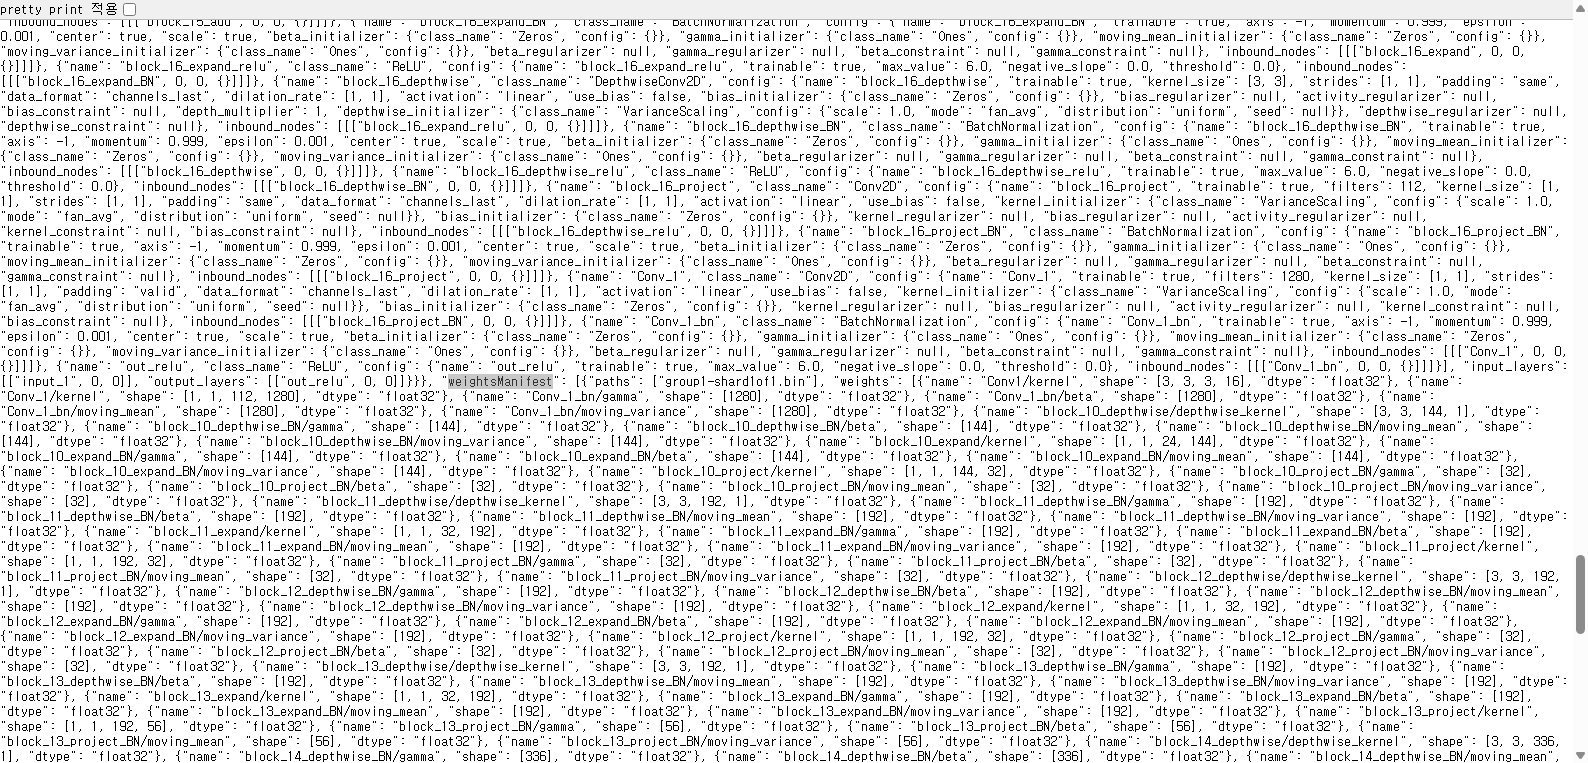 pretty print 적용
inbound_nodes": [[["block_15_add", 0, 0, {}]]]}, {"name": "block_16_expand_BN", "class_name": "BatchNormalization", "config": {"name": "block_16_expand_BN", "trainable": true, "axis": -1, "momentum": 0.999, "epsilon":
0.001, "center": true, "scale": true, "beta_initializer": {"class_name": "Zeros", "config": {}}, "gamma_initializer": {"class_name": "Ones", "config": {}}, "moving_mean_initializer": {"class_name": "Zeros", "config": {}},
"moving_variance_initializer": {"class_name": "Ones", "config": {}}, "beta_regularizer": null, "gamma_regularizer": null, "beta_constraint": null, "gamma_constraint": null}, "inbound_nodes": [[["block_16_expand", 0, 0,
{}]]]}, {"name": "block_16_expand_relu", "class_name": "ReLU", "config": {"name": "block_16_expand_relu", "trainable": true, "max_value": 6.0, "negative_slope": 0.0, "threshold": 0.0}, "inbound_nodes":
[[["block_16_expand_BN", 0, 0, {}]]]}, {"name": "block_16_depthwise", "class_name": "DepthwiseConv2D", "config": {"name": "block_16_depthwise", "trainable": true, "kernel_size": [3, 3], "strides": [1, 1], "padding": "same",
"data_format": "channels_last", "dilation_rate": [1, 1], "activation": "linear", "use_bias": false, "bias_initializer": {"class_name": "Zeros", "config": {}}, "bias_regularizer": null, "activity_regularizer": null,
"bias_constraint": null, "depth_multiplier": 1, "depthwise_initializer": {"class_name": "VarianceScaling", "config": {"scale": 1.0, "mode": "fan_avg", "distribution": "uniform", "seed": null}}, "depthwise_regularizer": null,
"depthwise_constraint": null}, "inbound_nodes": [[["block_16_expand_relu", 0, 0, {}]]]}, {"name": "block_16_depthwise_BN", "class_name": "BatchNormalization", "config": {"name": "block_16_depthwise_BN", "trainable": true,
"axis": -1, "momentum": 0.999, "epsilon": 0.001, "center": true, "scale": true, "beta_initializer": {"class_name": "Zeros", "config": {}}, "gamma_initializer": {"class_name": "Ones", "config": {}}, "moving_mean_initializer":
{"class_name": "Zeros", "config": {}}, "moving_variance_initializer": {"class_name": "Ones", "config": {}}, "beta_regularizer": null, "gamma_regularizer": null, "beta_constraint": null, "gamma_constraint": null},
"inbound_nodes": [[["block_16_depthwise", 0, 0, {}]]]}, {"name": "block_16_depthwise_relu", "class_name": "ReLU", "config": {"name": "block_16_depthwise_relu", "trainable": true, "max_value": 6.0, "negative_slope": 0.0,
"threshold": 0.0}, "inbound_nodes": [[["block_16_depthwise_BN", 0, 0, {}]]]}, {"name": "block_16_project", "class_name": "Conv2D", "config": {"name": "block_16_project", "trainable": true, "filters": 112, "kernel_size": [1,
1], "strides": [1, 1], "padding": "same", "data_format": "channels_last", "dilation_rate": [1, 1], "activation": "linear", "use_bias": false, "kernel_initializer": {"class_name": "VarianceScaling", "config": {"scale": 1.0,
"mode": "fan_avg", "distribution": "uniform", "seed": null}}, "bias_initializer": {"class_name": "Zeros", "config": {}}, "kernel_regularizer": null, "bias_regularizer": null, "activity_regularizer": null,
"kernel_constraint": null, "bias_constraint": null}, "inbound_nodes": [[["block_16_depthwise_relu", 0, 0, {}]]]}, {"name": "block_16_project_BN", "class_name": "BatchNormalization", "config": {"name": "block_16_project_BN",
"trainable": true, "axis": -1, "momentum": 0.999, "epsilon": 0.001, "center": true, "scale": true, "beta_initializer": {"class_name": "Zeros", "config": {}}, "gamma_initializer": {"class_name": "Ones", "config": {}},
"moving_mean_initializer": {"class_name": "Zeros", "config": {}}, "moving_variance_initializer": {"class_name": "Ones", "config": {}}, "beta_regularizer": null, "gamma_regularizer": null, "beta_constraint": null,
"gamma_constraint": null}, "inbound_nodes": [[["block_16_project", 0, 0, {}]]]}, {"name": "Conv_1", "class_name": "Conv2D", "config": {"name": "Conv_1", "trainable": true, "filters": 1280, "kernel_size": [1, 1], "strides":
[1, 1], "padding": "valid", "data_format": "channels_last", "dilation_rate": [1, 1], "activation": "linear", "use_bias": false, "kernel_initializer": {"class_name": "VarianceScaling", "config": {"scale": 1.0, "mode":
"fan_avg", "distribution": "uniform", "seed": null}}, "bias_initializer": {"class_name": "Zeros", "config": {}}, "kernel_regularizer": null, "bias_regularizer": null, "activity_regularizer": null, "kernel_constraint": null,
"bias_constraint": null}, "inbound_nodes": [[["block_16_project_BN", 0, 0, {}]]]}, {"name": "Conv_1_bn", "class_name": "BatchNormalization", "config": {"name": "Conv_1_bn", "trainable": true, "axis": -1, "momentum": 0.999,
"epsilon": 0.001, "center": true, "scale": true, "beta_initializer": {"class_name": "Zeros", "config": {}}, "gamma_initializer": {"class_name": "Ones", "config": {}}, "moving_mean_initializer": {"class_name": "Zeros",
"config": {}}, "moving_variance_initializer": {"class_name": "Ones", "config": {}}, "beta_regularizer": null, "gamma_regularizer": null, "beta_constraint": null, "gamma_constraint": null}, "inbound_nodes": [[["Conv_1", 0, 0,
{}]]]}, {"name": "out_relu", "class_name": "ReLU", "config": {"name": "out_relu", "trainable": true, "max_value": 6.0, "negative_slope": 0.0, "threshold": 0.0}, "inbound_nodes": [[["Conv_1_bn", 0, 0, {}]]]}], "input_layers":
[["input_1", 0, 0]], "output_layers": [["out_relu", 0, 0]]}}}, "weightsManifest": [{"paths": ["group1-shard1of1.bin"], "weights": [{"name": "Conv1/kernel", "shape": [3, 3, 3, 16], "dtype": "float32"}, {"name":
"Conv_1/kernel", "shape": [1, 1, 112, 1280], "dtype": "float32"}, {"name": "Conv_1_bn/gamma", "shape": [1280], "dtype": "float32"}, {"name": "Conv_1_bn/beta", "shape": [1280], "dtype": "float32"}, {"name":
"Conv_1_bn/moving_mean", "shape": [1280], "dtype": "float32"}, {"name": "Conv_1_bn/moving_variance", "shape": [1280], "dtype": "float32"}, {"name": "block_10_depthwise/depthwise_kernel", "shape": [3, 3, 144, 1], "dtype":
"float32"}, {"name": "block_10_depthwise_BN/gamma", "shape": [144], "dtype": "float32"}, {"name": "block_10_depthwise_BN/beta", "shape": [144], "dtype": "float32"}, {"name": "block_10_depthwise_BN/moving_mean", "shape":
[144], "dtype": "float32"}, {"name": "block_10_depthwise_BN/moving_variance", "shape": [144], "dtype": "float32"}, {"name": "block_10_expand/kernel", "shape": [1, 1, 24, 144], "dtype": "float32"}, {"name":
"block_10_expand_BN/gamma", "shape": [144], "dtype": "float32"}, {"name": "block_10_expand_BN/beta", "shape": [144], "dtype": "float32"}, {"name": "block_10_expand_BN/moving_mean", "shape": [144], "dtype": "float32"},
{"name": "block_10_expand_BN/moving_variance", "shape": [144], "dtype": "float32"}, {"name": "block_10_project/kernel", "shape": [1, 1, 144, 32], "dtype": "float32"}, {"name": "block_10_project_BN/gamma", "shape": [32],
"dtype": "float32"}, {"name": "block_10_project_BN/beta", "shape": [32], "dtype": "float32"}, {"name": "block_10_project_BN/moving_mean", "shape": [32], "dtype": "float32"}, {"name": "block_10_project_BN/moving_variance",
"shape": [32], "dtype": "float32"}, {"name": "block_11_depthwise/depthwise_kernel", "shape": [3, 3, 192, 1], "dtype": "float32"}, {"name": "block_11_depthwise_BN/gamma", "shape": [192], "dtype": "float32"}, {"name":
"block_11_depthwise_BN/beta", "shape": [192], "dtype": "float32"}, {"name": "block_11_depthwise_BN/moving_mean", "shape": [192], "dtype": "float32"}, {"name": "block_11_depthwise_BN/moving_variance", "shape": [192], "dtype":
"float32"}, {"name": "block_11_expand/kernel", "shape": [1, 1, 32, 192], "dtype": "float32"}, {"name": "block_11_expand_BN/gamma", "shape": [192], "dtype": "float32"}, {"name": "block_11_expand_BN/beta", "shape": [192],
"dtype": "float32"}, {"name": "block_11_expand_BN/moving_mean", "shape": [192], "dtype": "float32"}, {"name": "block_11_expand_BN/moving_variance", "shape": [192], "dtype": "float32"}, {"name": "block_11_project/kernel",
"shape": [1, 1, 192, 32], "dtype": "float32"}, {"name": "block_11_project_BN/gamma", "shape": [32], "dtype": "float32"}, {"name": "block_11_project_BN/beta", "shape": [32], "dtype": "float32"}, {"name":
"block_11_project_BN/moving_mean", "shape": [32], "dtype": "float32"}, {"name": "block_11_project_BN/moving_variance", "shape": [32], "dtype": "float32"}, {"name": "block_12_depthwise/depthwise_kernel", "shape": [3, 3, 192,
1], "dtype": "float32"}, {"name": "block_12_depthwise_BN/gamma", "shape": [192], "dtype": "float32"}, {"name": "block_12_depthwise_BN/beta", "shape": [192], "dtype": "float32"}, {"name": "block_12_depthwise_BN/moving_mean",
"shape": [192], "dtype": "float32"}, {"name": "block_12_depthwise_BN/moving_variance", "shape": [192], "dtype": "float32"}, {"name": "block_12_expand/kernel", "shape": [1, 1, 32, 192], "dtype": "float32"}, {"name":
"block_12_expand_BN/gamma", "shape": [192], "dtype": "float32"}, {"name": "block_12_expand_BN/beta", "shape": [192], "dtype": "float32"}, {"name": "block_12_expand_BN/moving_mean", "shape": [192], "dtype": "float32"},
{"name": "block_12_expand_BN/moving_variance", "shape": [192], "dtype": "float32"}, {"name": "block_12_project/kernel", "shape": [1, 1, 192, 32], "dtype": "float32"}, {"name": "block_12_project_BN/gamma", "shape": [32],
"dtype": "float32"}, {"name": "block_12_project_BN/beta", "shape": [32], "dtype": "float32"}, {"name": "block_12_project_BN/moving_mean", "shape": [32], "dtype": "float32"}, {"name": "block_12_project_BN/moving_variance",
"shape": [32], "dtype": "float32"}, {"name": "block_13_depthwise/depthwise_kernel", "shape": [3, 3, 192, 1], "dtype": "float32"}, {"name": "block_13_depthwise_BN/gamma", "shape": [192], "dtype": "float32"}, {"name":
"block_13_depthwise_BN/beta", "shape": [192], "dtype": "float32"}, {"name": "block_13_depthwise_BN/moving_mean", "shape": [192], "dtype": "float32"}, {"name": "block_13_depthwise_BN/moving_variance", "shape": [192], "dtype":
"float32"}, {"name": "block_13_expand/kernel", "shape": [1, 1, 32, 192], "dtype": "float32"}, {"name": "block_13_expand_BN/gamma", "shape": [192], "dtype": "float32"}, {"name": "block_13_expand_BN/beta", "shape": [192],
"dtype": "float32"}, {"name": "block_13_expand_BN/moving_mean", "shape": [192], "dtype": "float32"}, {"name": "block_13_expand_BN/moving_variance", "shape": [192], "dtype": "float32"}, {"name": "block_13_project/kernel",
"shape": [1, 1, 192, 56], "dtype": "float32"}, {"name": "block_13_project_BN/gamma", "shape": [56], "dtype": "float32"}, {"name": "block_13_project_BN/beta", "shape": [56], "dtype": "float32"}, {"name":
"block_13_project_BN/moving_mean", "shape": [56], "dtype": "float32"}, {"name": "block_13_project_BN/moving_variance", "shape": [56], "dtype": "float32"}, {"name": "block_14_depthwise/depthwise_kernel", "shape": [3, 3, 336,
1], "dtype": "float32"}, {"name": "block_14_depthwise_BN/gamma", "shape": [336], "dtype": "float32"}, {"name": "block_14_depthwise_BN/beta", "shape": [336], "dtype": "float32"}, {"name": "block_14_depthwise_BN/moving_mean",